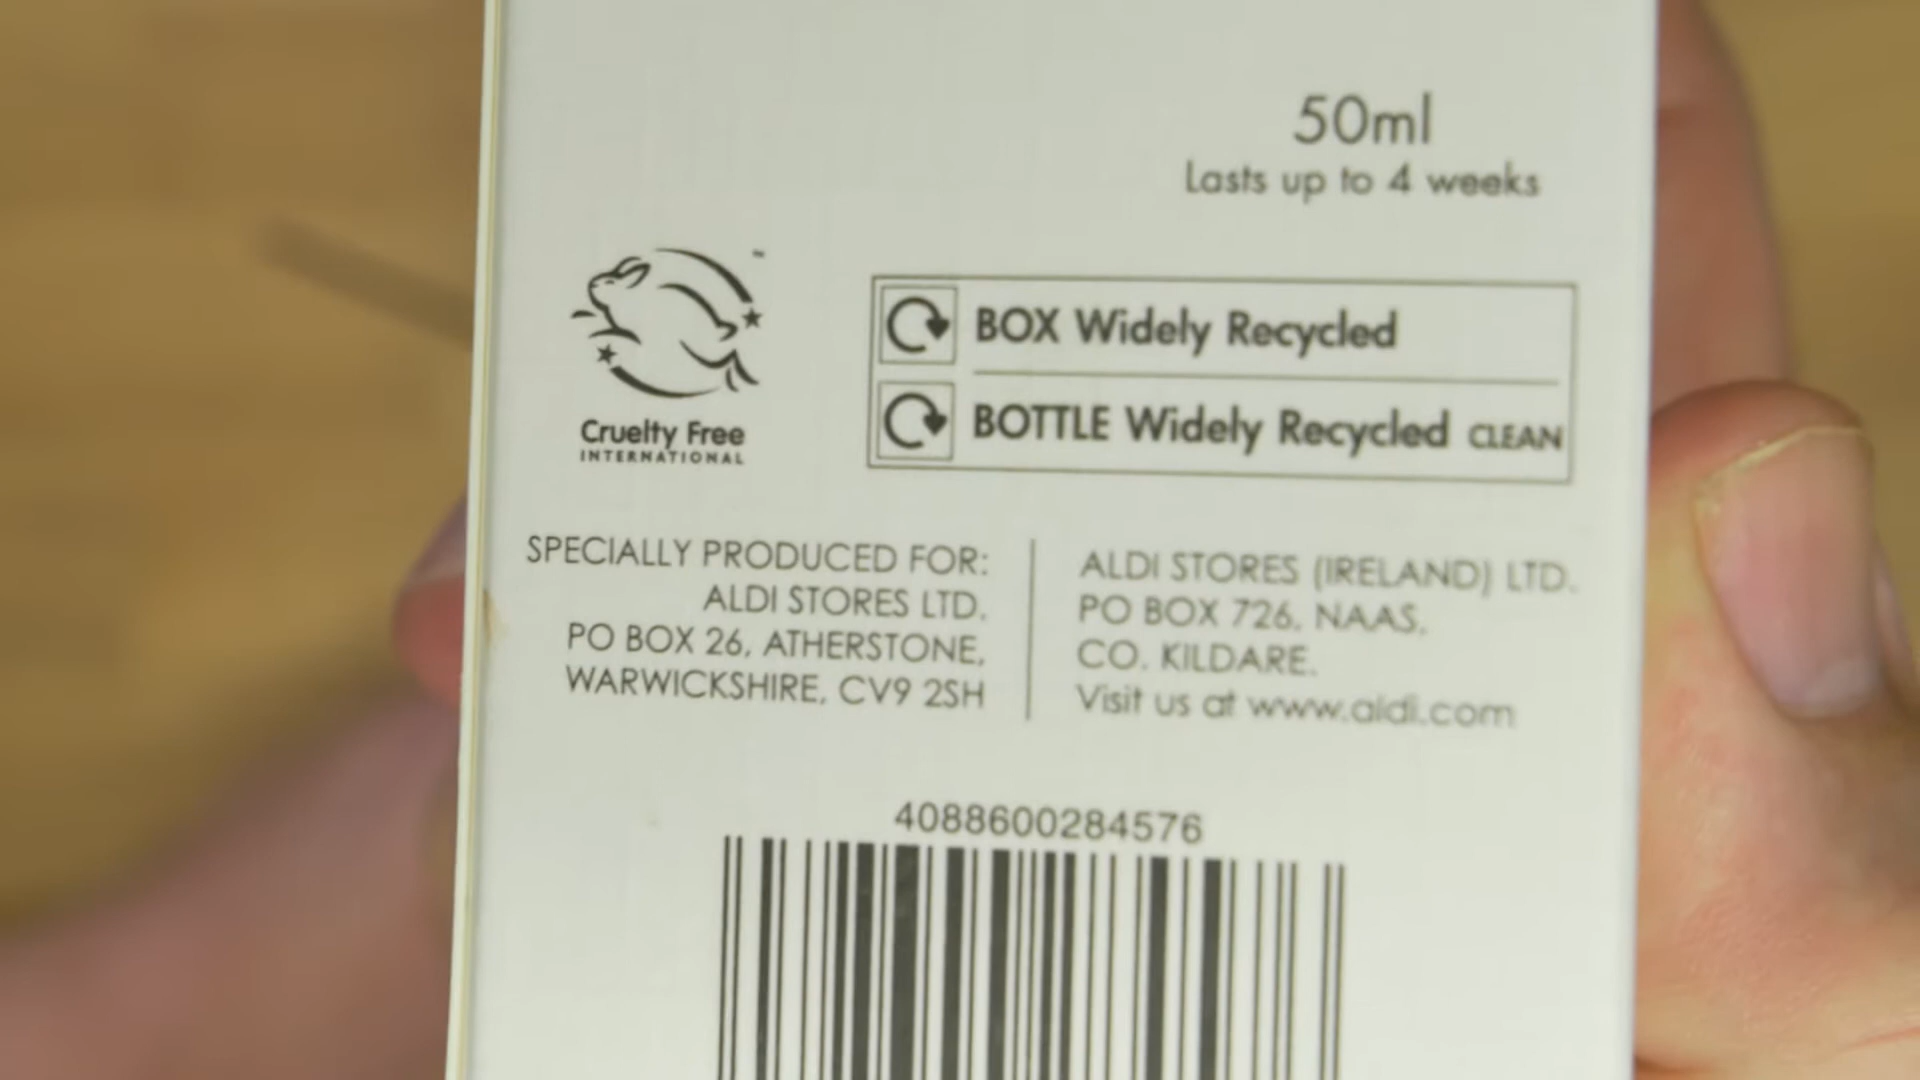 50ml
Lasts up to 4 weeks
™
Cruelty Free
INTERNATIONAL
BOX Widely Recycled
BOTTLE Widely Recycled CLEAN
SPECIALLY PRODUCED FOR:
ALDI STORES LTD.
PO BOX 26, ATHERSTONE,
WARWICKSHIRE, CV9 2SH
ALDI STORES (IRELAND) LTD.
PO BOX 726, NAAS,
CO. KILDARE.
Visit us at www.aldi.com
4088600284576